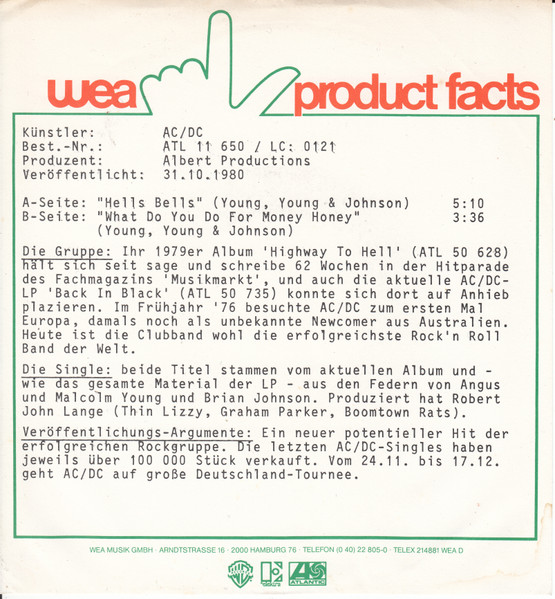 wea product facts
Künstler: AC/DC
Best.-Nr.: ATL 11 650 / LC: 0121
Produzent: Albert Productions
Veröffentlicht: 31.10.1980
A-Seite: "Hells Bells" (Young, Young & Johnson) 5:10
B-Seite: "What Do You Do For Money Honey" 3:36
(Young, Young & Johnson)
Die Gruppe: Ihr 1979er Album 'Highway To Hell' (ATL 50 628)
hält sich seit sage und schreibe 62 Wochen in der Hitparade
des Fachmagazins 'Musikmarkt', und auch die aktuelle AC/DC-
LP 'Back In Black' (ATL 50 735) konnte sich dort auf Anhieb
plazieren. Im Frühjahr '76 besuchte AC/DC zum ersten Mal
Europa, damals noch als unbekannte Newcomer aus Australien.
Heute ist die Clubband wohl die erfolgreichste Rock'n Roll
Band der Welt.
Die Single: beide Titel stammen vom aktuellen Album und -
wie das gesamte Material der LP - aus den Federn von Angus
und Malcolm Young und Brian Johnson. Produziert hat Robert
John Lange (Thin Lizzy, Graham Parker, Boomtown Rats).
Veröffentlichungs-Argumente: Ein neuer potentieller Hit der
erfolgreichen Rockgruppe. Die letzten AC/DC-Singles haben
jeweils über 100 000 Stück verkauft. Vom 24.11. bis 17.12.
geht AC/DC auf große Deutschland-Tournee.
WEA MUSIK GMBH · ARNDTSTRASSE 16 · 2000 HAMBURG 76 · TELEFON (0 40) 22 805-0 · TELEX 214881 WEA D
ATLANTIC